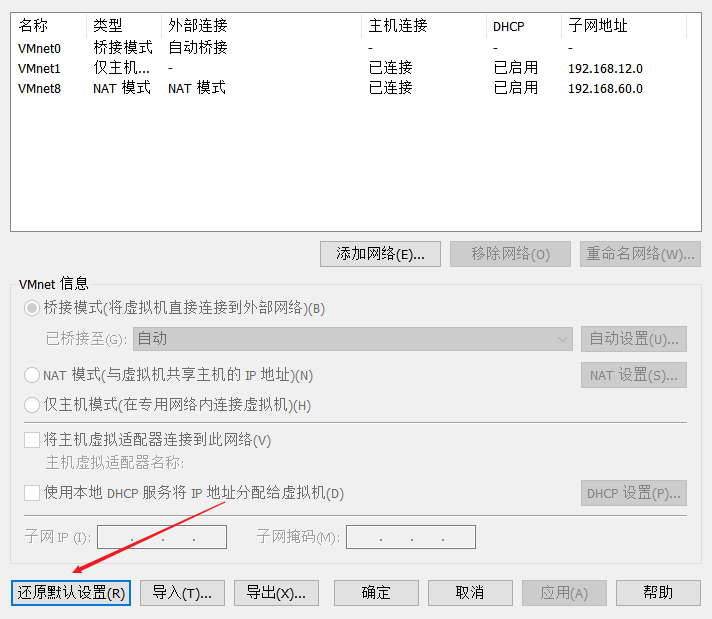 名称 类型 外部连接 主机连接 DHCP 子网地址
VMnet0 桥接模式 自动桥接 - - -
VMnet1 仅主机... - 已连接 已启用 192.168.12.0
VMnet8 NAT 模式 NAT 模式 已连接 已启用 192.168.60.0
添加网络(E)... 移除网络(O) 重命名网络(W)...
VMnet 信息
桥接模式(将虚拟机直接连接到外部网络)(B)
已桥接至(G): 自动 自动设置(U)...
NAT 模式(与虚拟机共享主机的 IP 地址)(N) NAT 设置(S)...
仅主机模式(在专用网络内连接虚拟机)(H)
将主机虚拟适配器连接到此网络(V)
主机虚拟适配器名称:
使用本地 DHCP 服务将 IP 地址分配给虚拟机(D) DHCP 设置(P)...
子网 IP (I): . . . 子网掩码(M): . . .
还原默认设置(R) 导入(T)... 导出(X)... 确定 取消 应用(A) 帮助